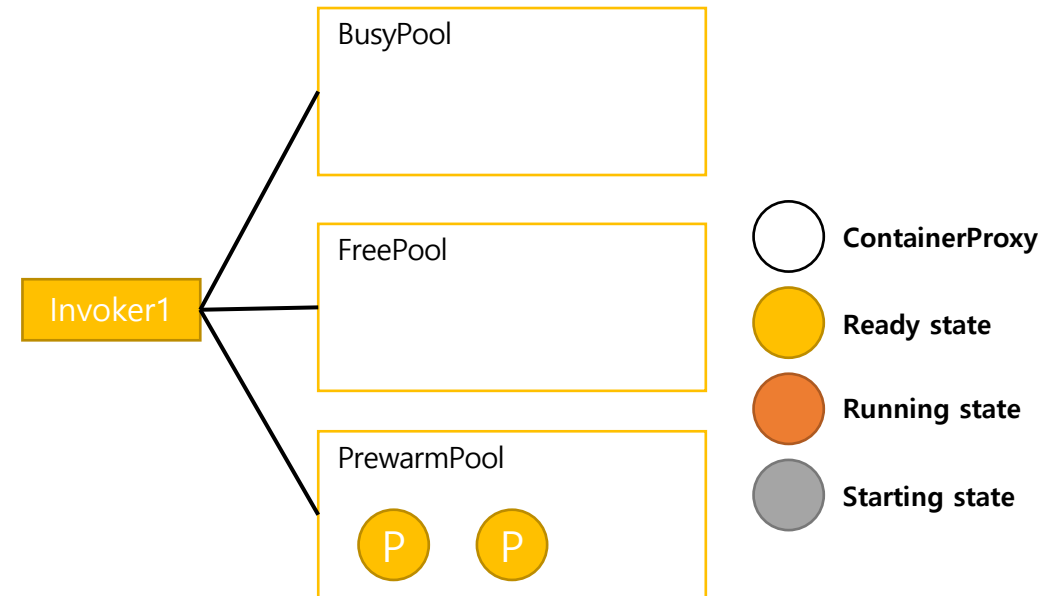 BusyPool
FreePool
Invoker1
PrewarmPool
P
P
ContainerProxy
Ready state
Running state
Starting state